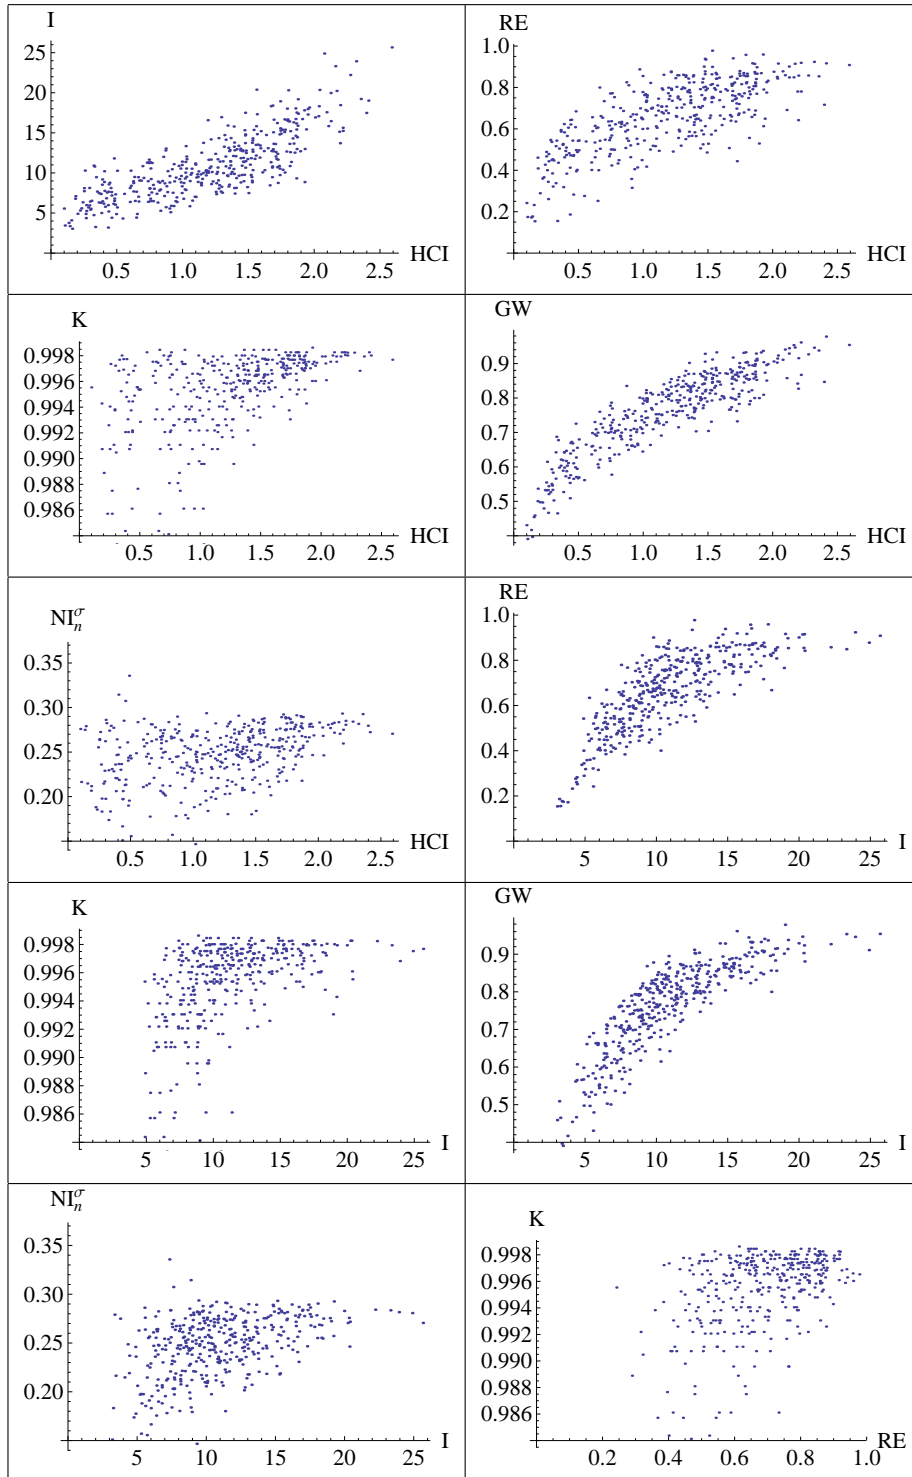 I
25
20
15
10
5
0.5 1.0 1.5 2.0 2.5 HCI
RE
1.0
0.8
0.6
0.4
0.2
0.5 1.0 1.5 2.0 2.5 HCI
K
0.998
0.996
0.994
0.992
0.990
0.988
0.986
0.5 1.0 1.5 2.0 2.5 HCI
GW
0.9
0.8
0.7
0.6
0.5
0.5 1.0 1.5 2.0 2.5 HCI
NI_n^σ
0.35
0.30
0.25
0.20
0.5 1.0 1.5 2.0 2.5 HCI
RE
1.0
0.8
0.6
0.4
0.2
5 10 15 20 25 I
K
0.998
0.996
0.994
0.992
0.990
0.988
0.986
5 10 15 20 25 I
GW
0.9
0.8
0.7
0.6
0.5
5 10 15 20 25 I
NI_n^σ
0.35
0.30
0.25
0.20
5 10 15 20 25 I
K
0.998
0.996
0.994
0.992
0.990
0.988
0.986
0.2 0.4 0.6 0.8 1.0 RE